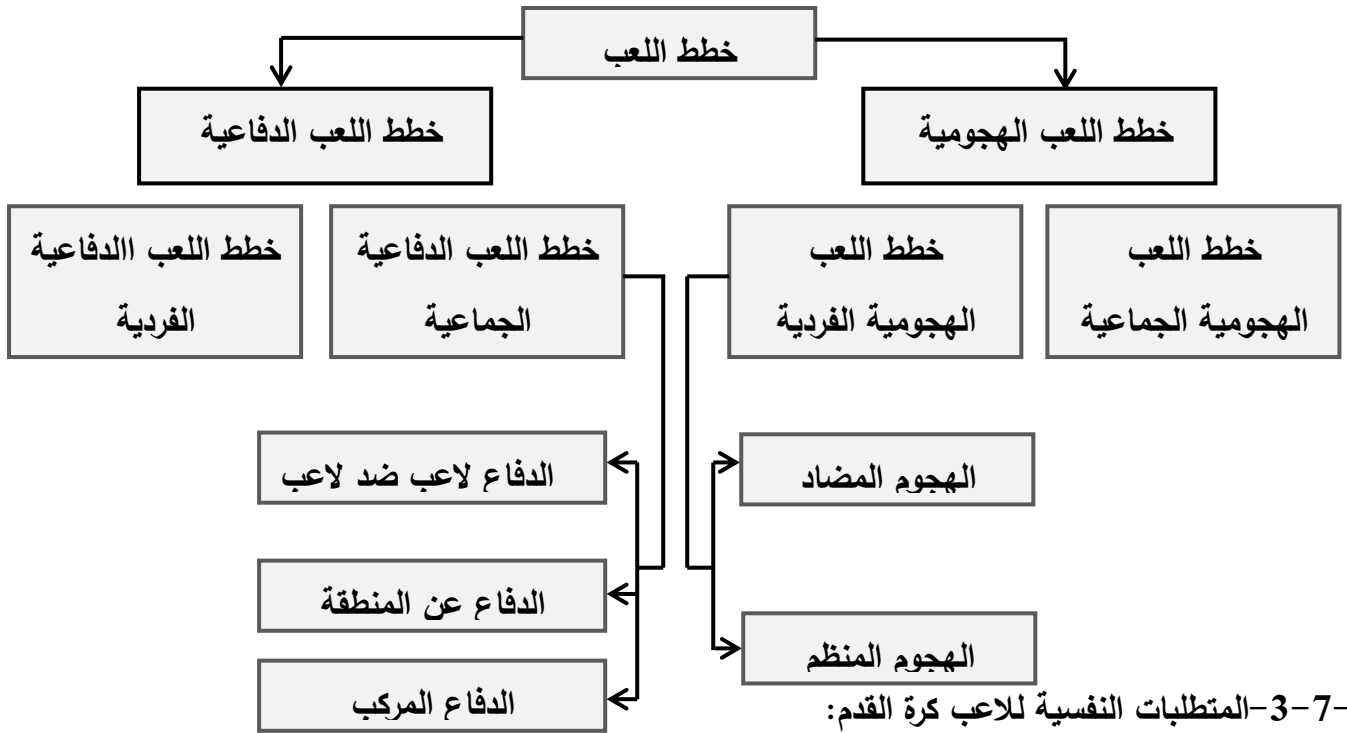 خطط اللعب
خطط اللعب الهجومية
خطط اللعب الدفاعية
خطط اللعب
الهجومية الجماعية
خطط اللعب
الهجومية الفردية
خطط اللعب الدفاعية
الجماعية
خطط اللعب االدفاعية
الفردية
الهجوم المضاد
الدفاع لاعب ضد لاعب
الدفاع عن المنطقة
الهجوم المنظم
الدفاع المركب
-7-3-المتطلبات النفسية للاعب كرة القدم: